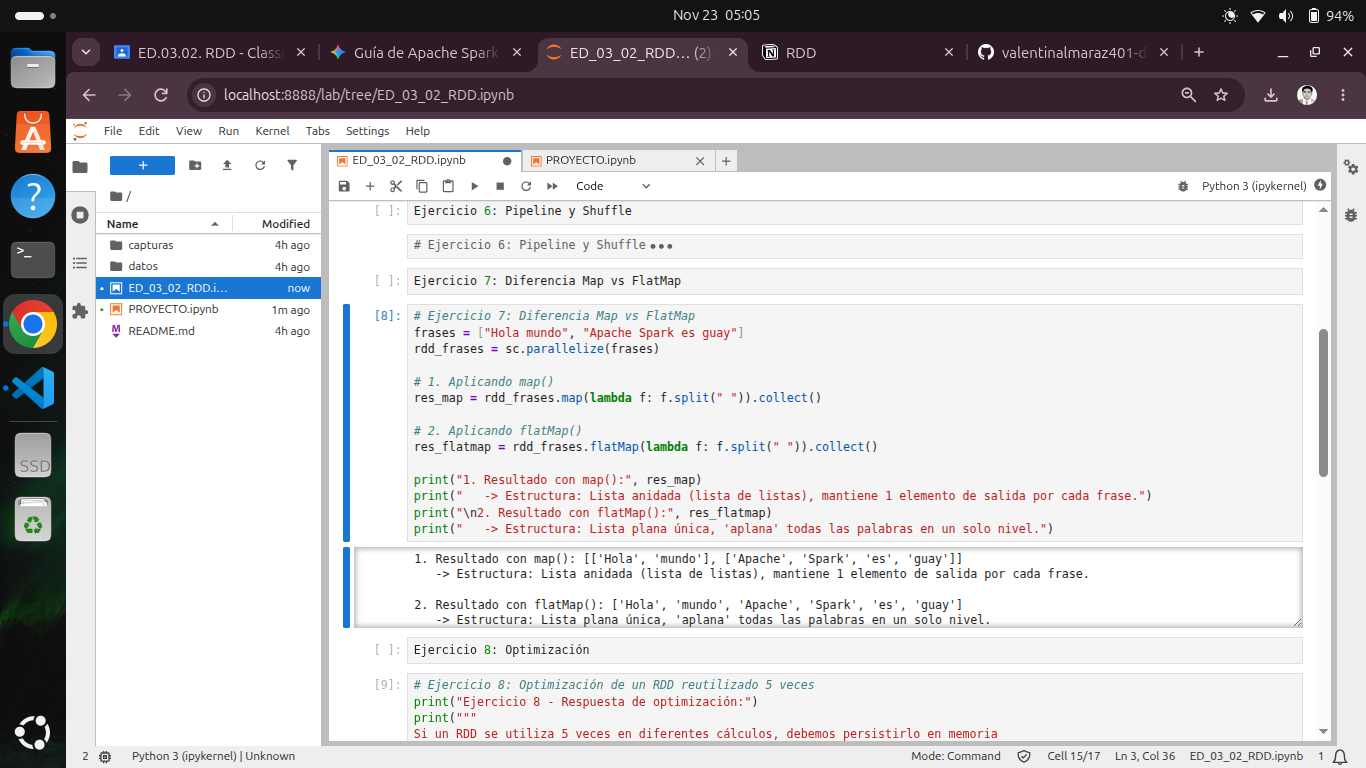 Nov 23 05:05
94%
ED.03.02. RDD - Class
Guía de Apache Spark
ED_03_02_RDD… (2)
RDD
valentinalmaraz401-d
localhost:8888/lab/tree/ED_03_02_RDD.ipynb
File Edit View Run Kernel Tabs Settings Help
ED_03_02_RDD.ipynb
PROYECTO.ipynb
Code
Python 3 (ipykernel)
/
Name Modified
capturas 4h ago
datos 4h ago
ED_03_02_RDD.i… now
PROYECTO.ipynb 1m ago
README.md 4h ago
SSD
[ ]: Ejercicio 6: Pipeline y Shuffle
# Ejercicio 6: Pipeline y Shuffle
[ ]: Ejercicio 7: Diferencia Map vs FlatMap
[8]: # Ejercicio 7: Diferencia Map vs FlatMap
frases = ["Hola mundo", "Apache Spark es guay"]
rdd_frases = sc.parallelize(frases)
# 1. Aplicando map()
res_map = rdd_frases.map(lambda f: f.split(" ")).collect()
# 2. Aplicando flatMap()
res_flatmap = rdd_frases.flatMap(lambda f: f.split(" ")).collect()
print("1. Resultado con map():", res_map)
print("   -> Estructura: Lista anidada (lista de listas), mantiene 1 elemento de salida por cada frase.")
print("\n2. Resultado con flatMap():", res_flatmap)
print("   -> Estructura: Lista plana única, 'aplana' todas las palabras en un solo nivel.")
1. Resultado con map(): [['Hola', 'mundo'], ['Apache', 'Spark', 'es', 'guay']]
-> Estructura: Lista anidada (lista de listas), mantiene 1 elemento de salida por cada frase.
2. Resultado con flatMap(): ['Hola', 'mundo', 'Apache', 'Spark', 'es', 'guay']
-> Estructura: Lista plana única, 'aplana' todas las palabras en un solo nivel.
[ ]: Ejercicio 8: Optimización
[9]: # Ejercicio 8: Optimización de un RDD reutilizado 5 veces
print("Ejercicio 8 - Respuesta de optimización:")
print("""
Si un RDD se utiliza 5 veces en diferentes cálculos, debemos persistirlo en memoria
2 Python 3 (ipykernel) | Unknown
Mode: Command Cell 15/17 Ln 3, Col 36 ED_03_02_RDD.ipynb 1